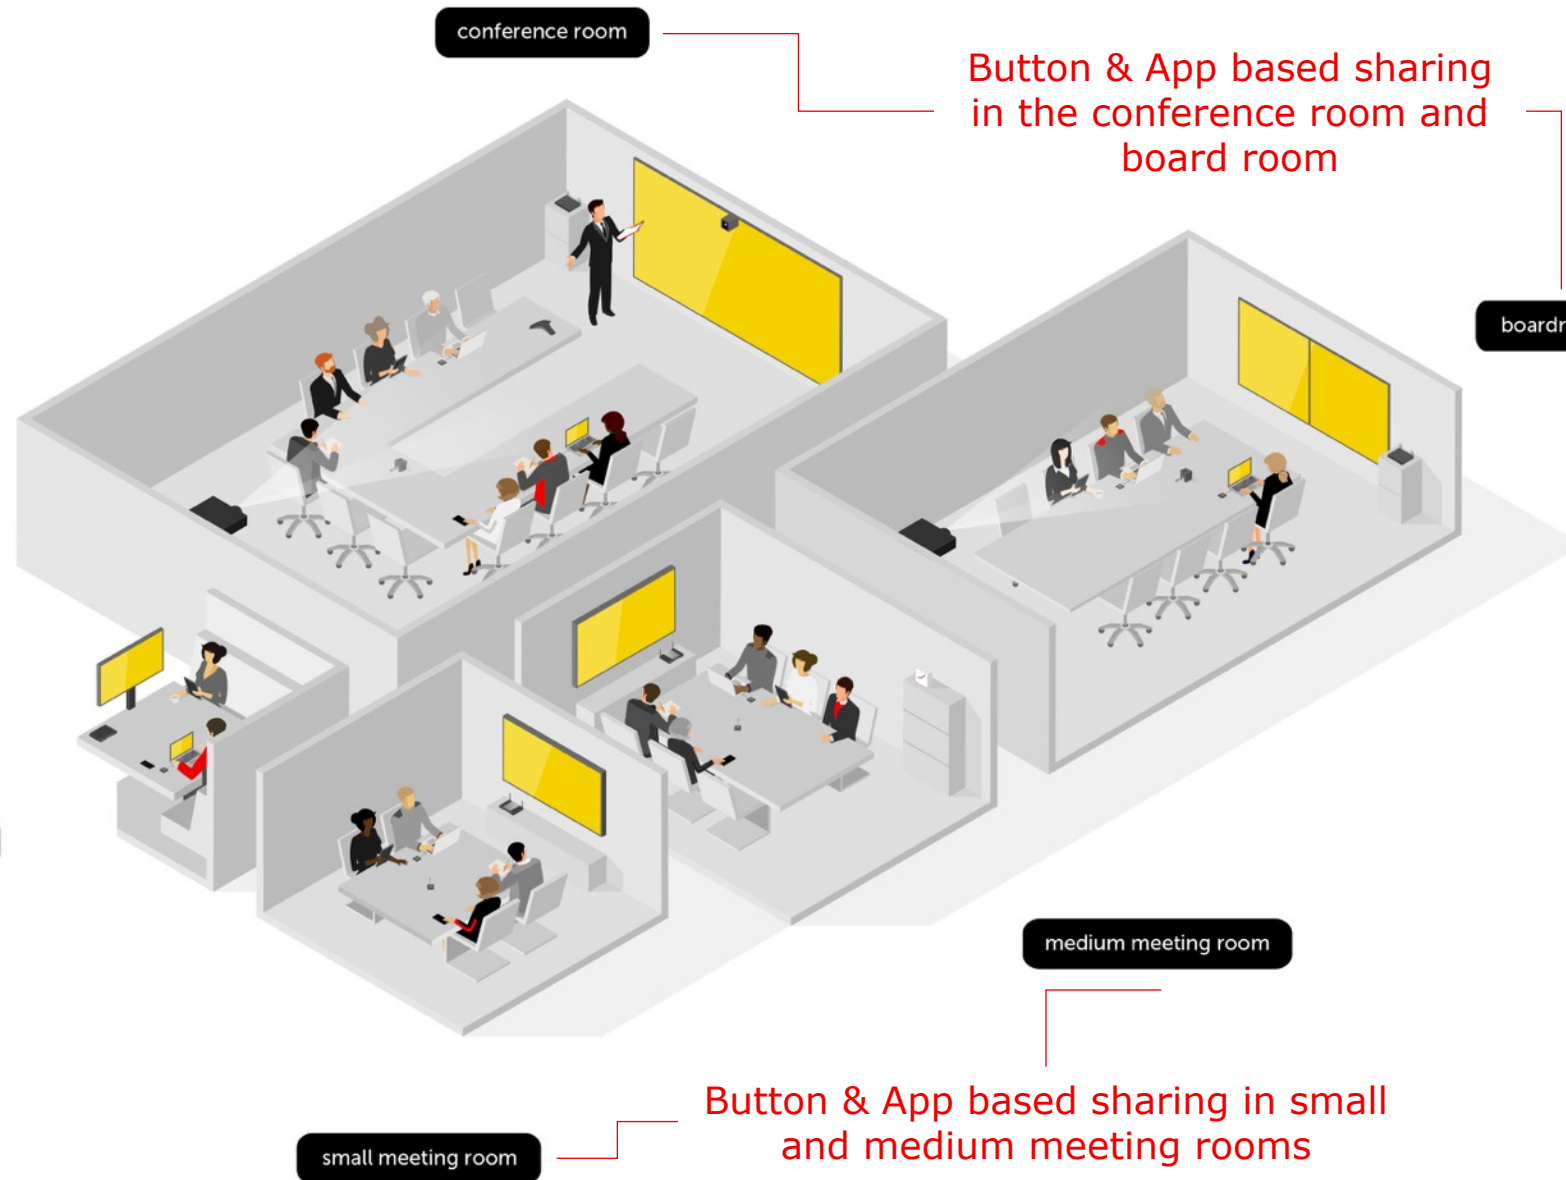 conference room
Button & App based sharing
in the conference room and
board room
boardr
medium meeting room
Button & App based sharing in small
and medium meeting rooms
small meeting room